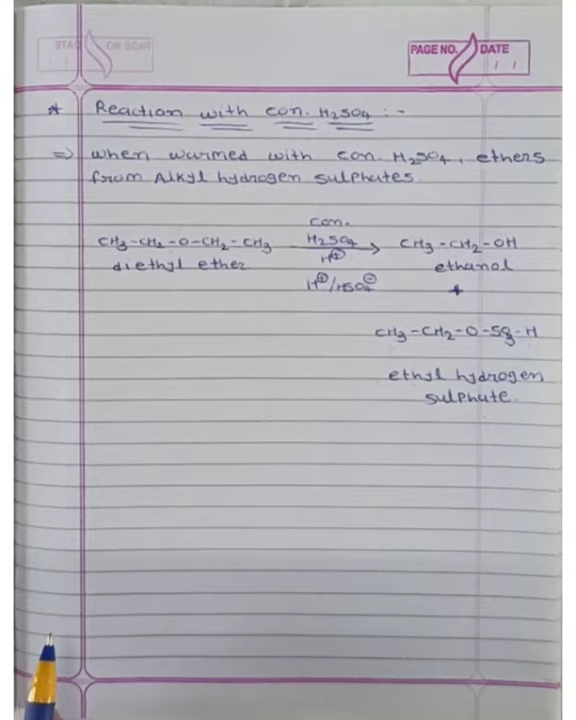 PAGE NO. DATE
* Reaction with con. H2SO4 :-
=> when warmed with con. H2SO4, ethers
from Alkyl hydrogen sulphates.
con.
CH3-CH2-O-CH2-CH3 H2SO4 → CH3-CH2-OH
diethyl ether H⊕ ethanol
H⊕/HSO4⊖ +
CH3-CH2-O-SO3-H
ethyl hydrogen
sulphate.